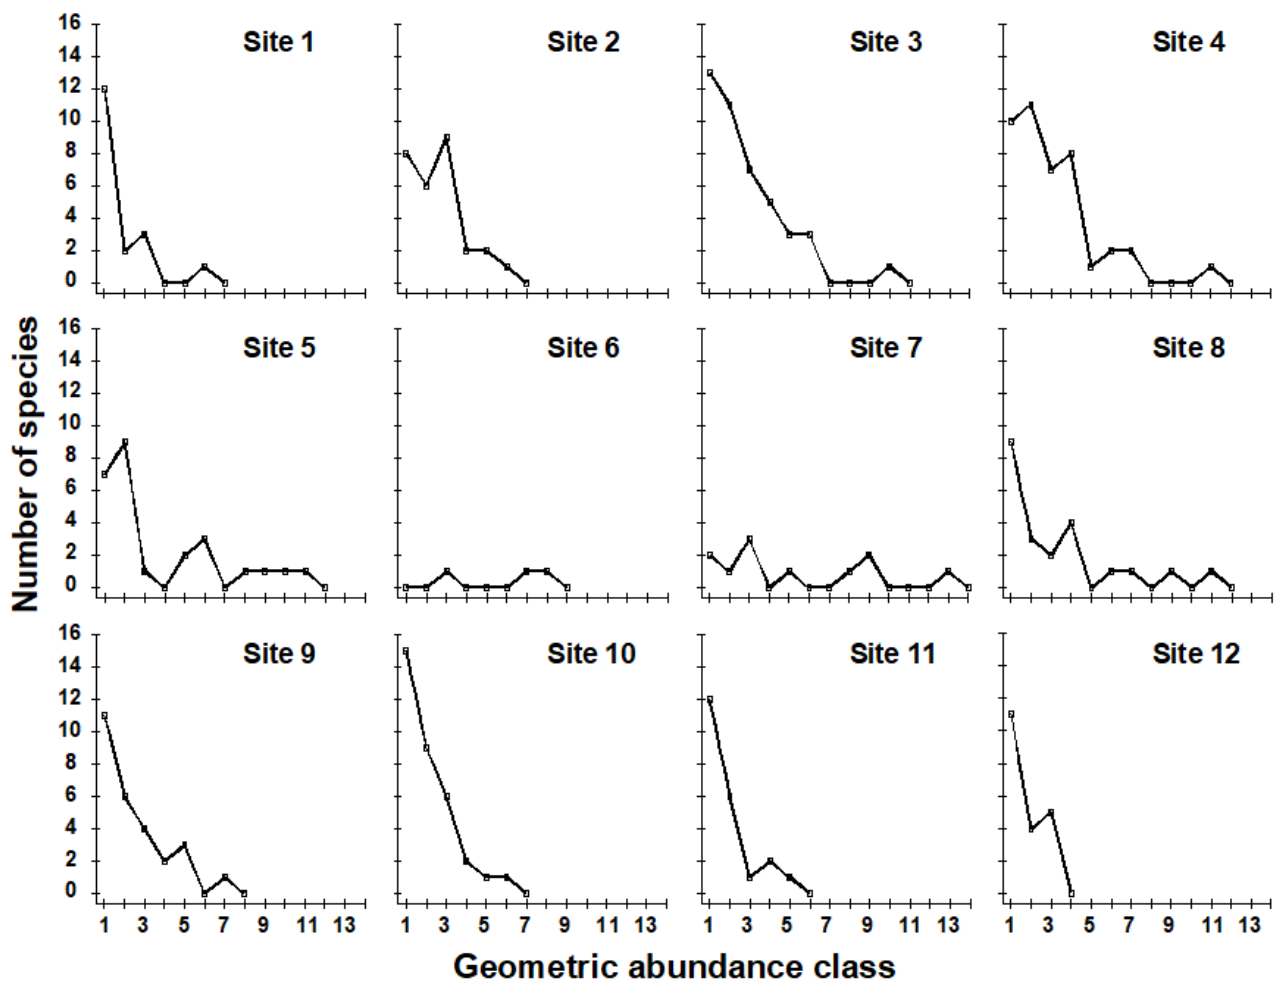 16 14 12 10 8 6 4 2 0
Site 1
Site 2
Site 3
Site 4
Number of species
16 14 12 10 8 6 4 2 0
Site 5
Site 6
Site 7
Site 8
16 14 12 10 8 6 4 2 0
Site 9
Site 10
Site 11
Site 12
1 3 5 7 9 11 13
1 3 5 7 9 11 13
1 3 5 7 9 11 13
1 3 5 7 9 11 13
Geometric abundance class